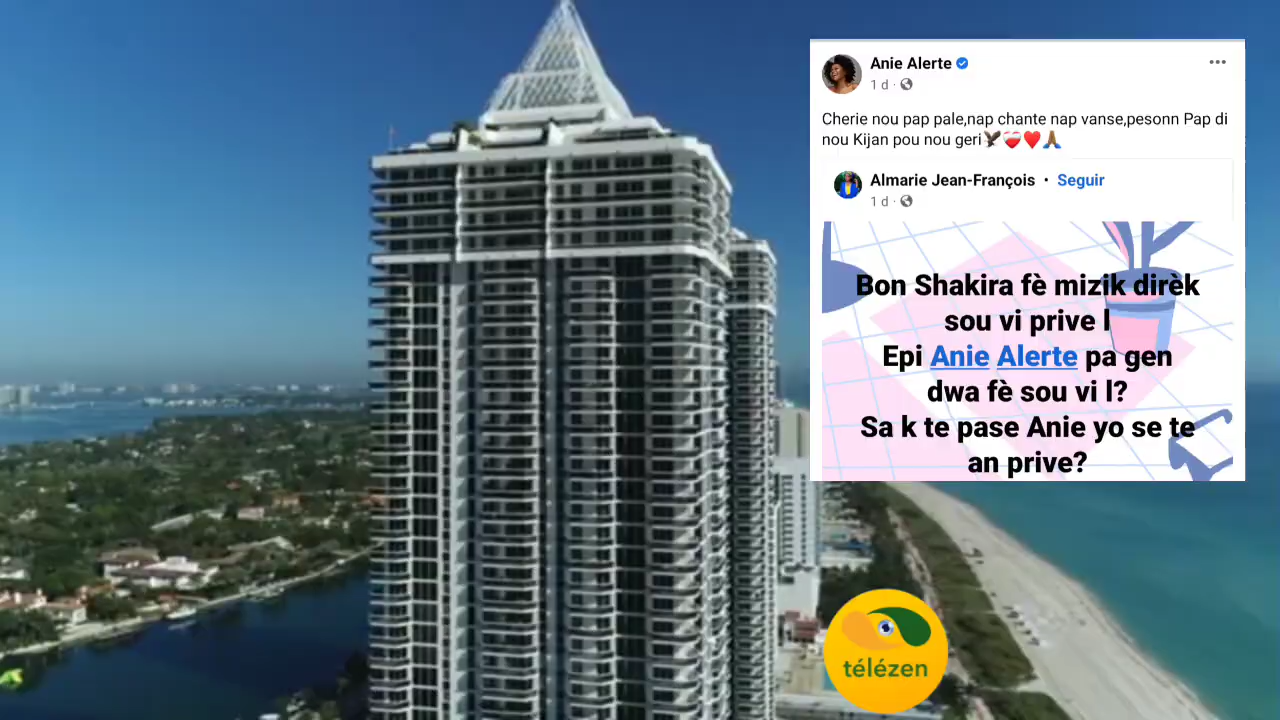 Anie Alerte
1 d
Cherie nou pap pale,nap chante nap vanse,pesonn Pap di
nou Kijan pou nou geri🦅❤️‍🩹❤️🙏🏾
Almarie Jean-François • Seguir
1 d
Bon Shakira fè mizik dirèk
sou vi prive l
Epi Anie Alerte pa gen
dwa fè sou vi l?
Sa k te pase Anie yo se te
an prive?
télézen